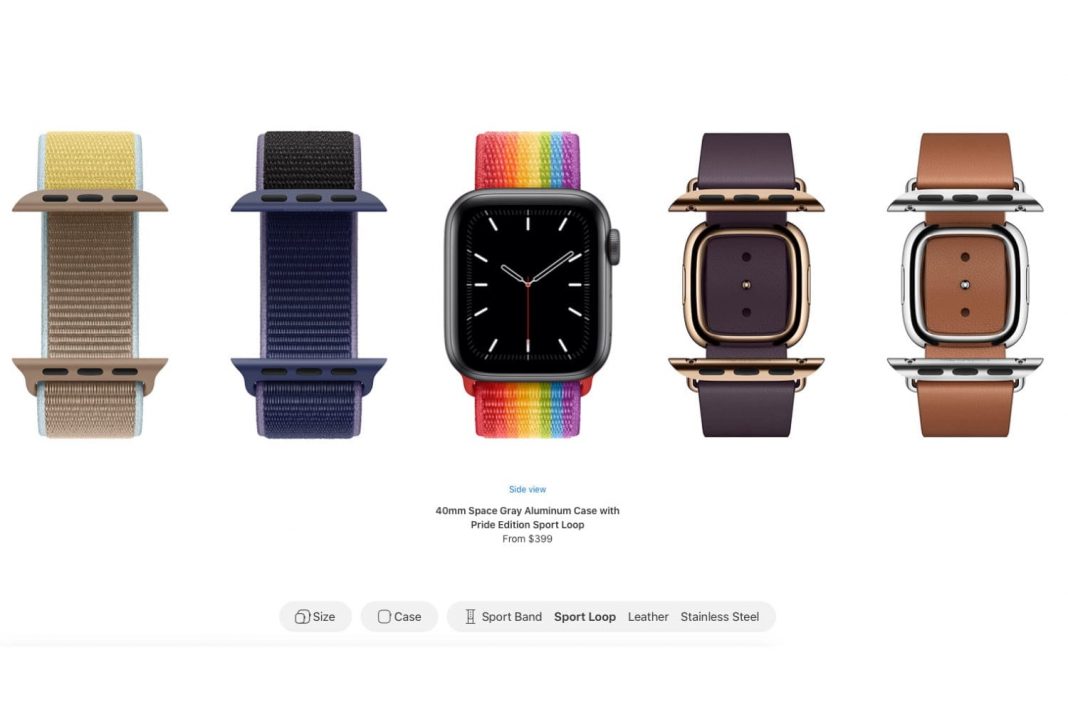 Side view
40mm Space Gray Aluminum Case with
Pride Edition Sport Loop
From $399
Size Case Sport Band Sport Loop Leather Stainless Steel